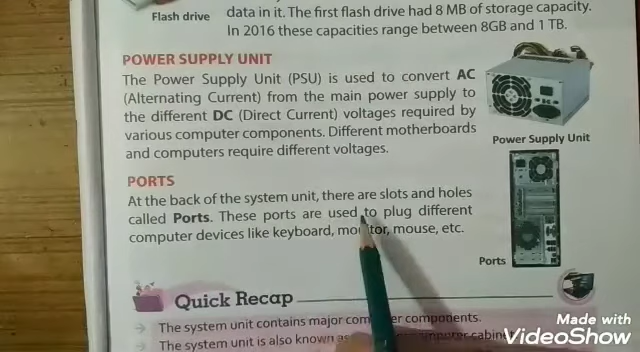 Flash drive
data in it. The first flash drive had 8 MB of storage capacity.
In 2016 these capacities range between 8GB and 1 TB.
POWER SUPPLY UNIT
The Power Supply Unit (PSU) is used to convert AC
(Alternating Current) from the main power supply to
the different DC (Direct Current) voltages required by
various computer components. Different motherboards
and computers require different voltages.
Power Supply Unit
PORTS
At the back of the system unit, there are slots and holes
called Ports. These ports are used to plug different
computer devices like keyboard, monitor, mouse, etc.
Ports
Quick Recap
The system unit contains major computer components.
The system unit is also known as computer cabinet
Made with
VideoShow